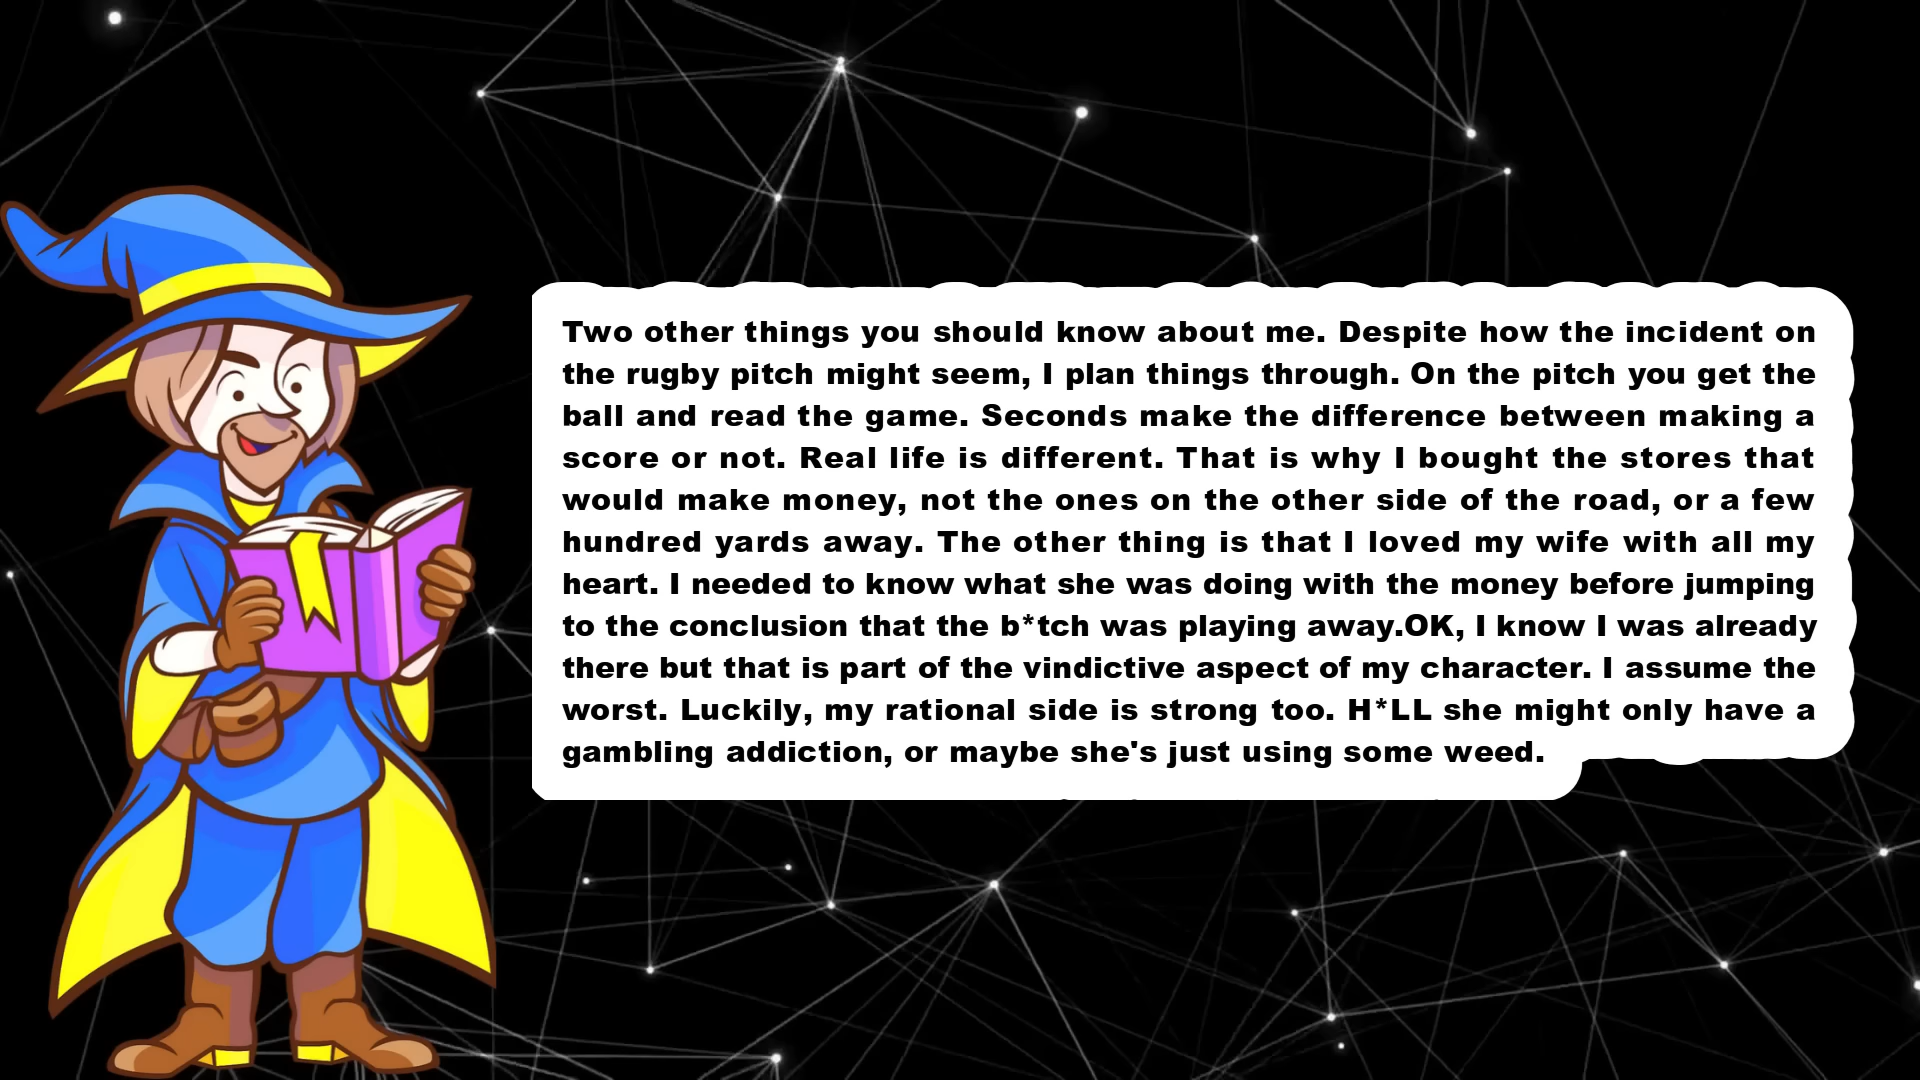 Two other things you should know about me. Despite how the incident on
the rugby pitch might seem, I plan things through. On the pitch you get the
ball and read the game. Seconds make the difference between making a
score or not. Real life is different. That is why I bought the stores that
would make money, not the ones on the other side of the road, or a few
hundred yards away. The other thing is that I loved my wife with all my
heart. I needed to know what she was doing with the money before jumping
to the conclusion that the b*tch was playing away.OK, I know I was already
there but that is part of the vindictive aspect of my character. I assume the
worst. Luckily, my rational side is strong too. H*LL she might only have a
gambling addiction, or maybe she's just using some weed.